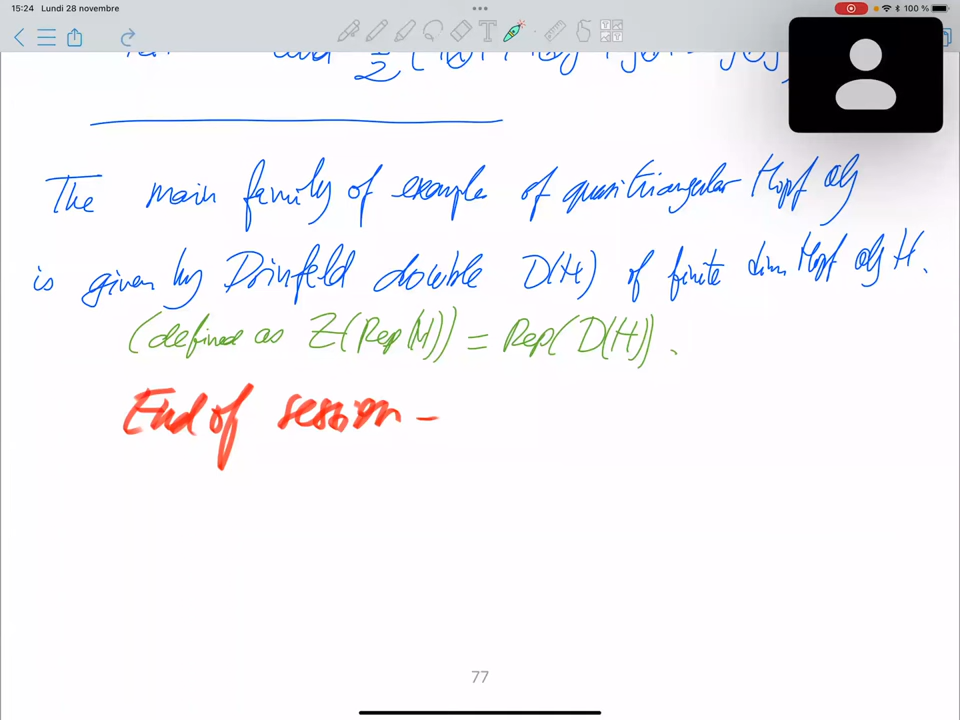 15:24 Lundi 28 novembre
100 %
The main family of example of quasitriangular Hopf alg
is given by Drinfeld double D(H) of finite dim. Hopf alg H.
(defined as Z(Rep H)) = Rep(D(H)).
End of session -
77